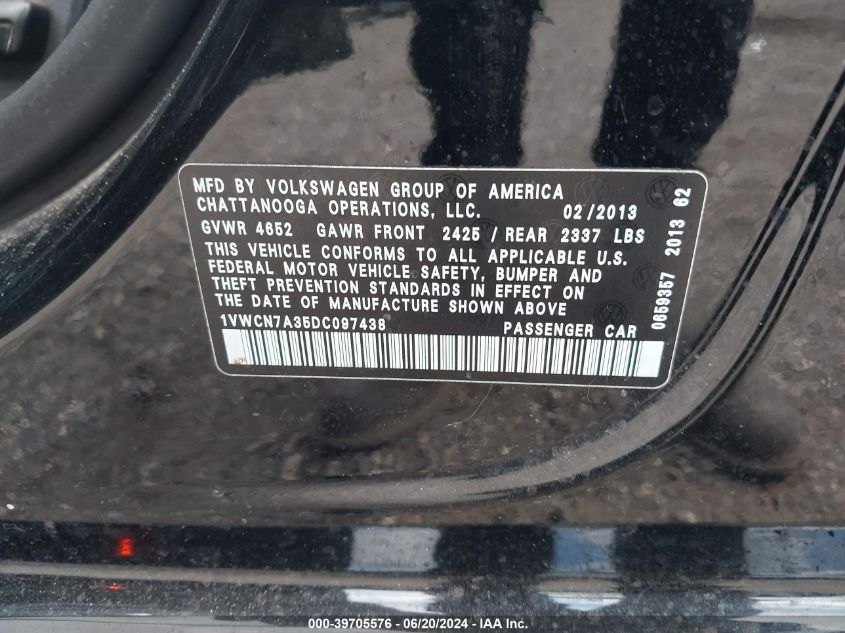 MFD BY VOLKSWAGEN GROUP OF AMERICA
CHATTANOOGA OPERATIONS, LLC. 02/2013
GVWR 4652 GAWR FRONT 2425 / REAR 2337 LBS
THIS VEHICLE CONFORMS TO ALL APPLICABLE U.S.
FEDERAL MOTOR VEHICLE SAFETY, BUMPER AND
THEFT PREVENTION STANDARDS IN EFFECT ON
THE DATE OF MANUFACTURE SHOWN ABOVE
1VWCN7A35DC097438 PASSENGER CAR
0659357 2013 62
000-39705576 / 06/20/2024 - IAA Inc.